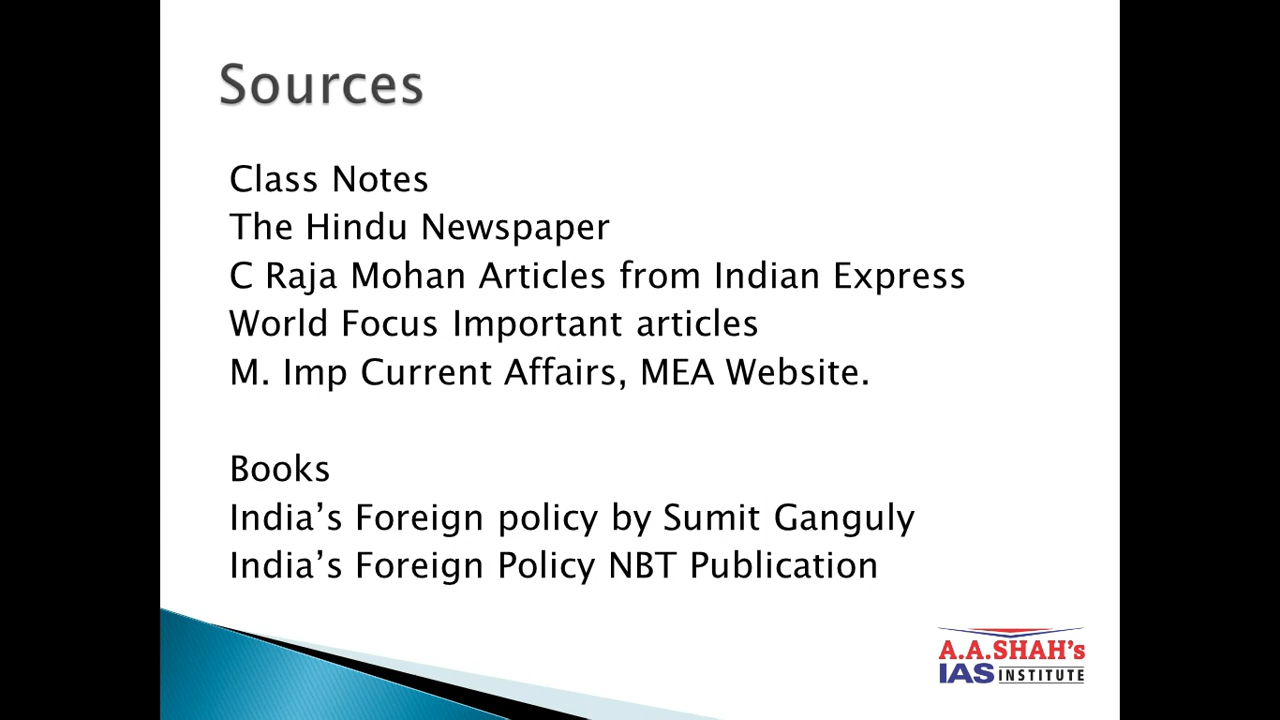 Sources
Class Notes
The Hindu Newspaper
C Raja Mohan Articles from Indian Express
World Focus Important articles
M. Imp Current Affairs, MEA Website.
Books
India’s Foreign policy by Sumit Ganguly
India’s Foreign Policy NBT Publication
A.A.SHAH's
IAS INSTITUTE